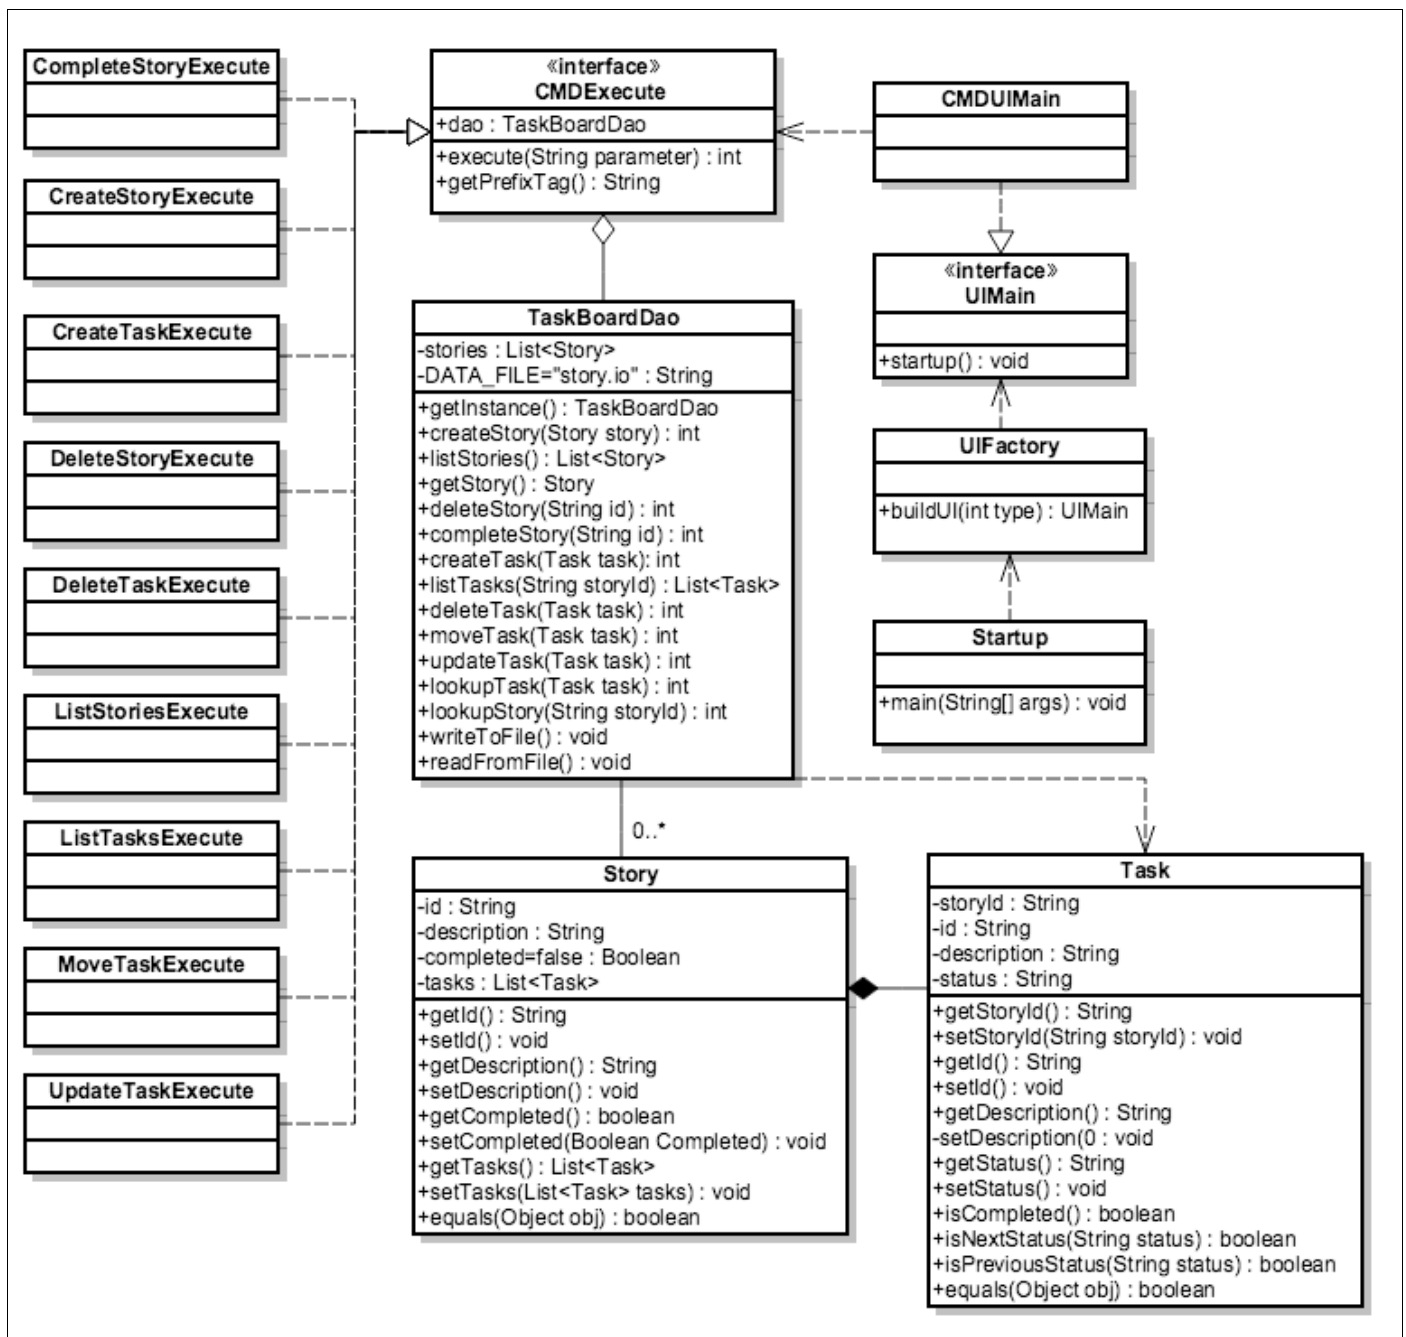 CompleteStoryExecute
CreateStoryExecute
CreateTaskExecute
DeleteStoryExecute
DeleteTaskExecute
ListStoriesExecute
ListTasksExecute
MoveTaskExecute
UpdateTaskExecute
«interface»
CMDExecute
+dao : TaskBoardDao
+execute(String parameter) : int
+getPrefixTag() : String
TaskBoardDao
-stories : List<Story>
-DATA_FILE="story.io" : String
+getInstance() : TaskBoardDao
+createStory(Story story) : int
+listStories() : List<Story>
+getStory() : Story
+deleteStory(String id) : int
+completeStory(String id) : int
+createTask(Task task): int
+listTasks(String storyId) : List<Task>
+deleteTask(Task task) : int
+moveTask(Task task) : int
+updateTask(Task task) : int
+lookupTask(Task task) : int
+lookupStory(String storyId) : int
+writeToFile() : void
+readFromFile() : void
0..*
Story
-id : String
-description : String
-completed=false : Boolean
-tasks : List<Task>
+getId() : String
+setId() : void
+getDescription() : String
+setDescription() : void
+getCompleted() : boolean
+setCompleted(Boolean Completed) : void
+getTasks() : List<Task>
+setTasks(List<Task> tasks) : void
+equals(Object obj) : boolean
CMDUIMain
«interface»
UIMain
+startup() : void
UIFactory
+buildUI(int type) : UIMain
Startup
+main(String[] args) : void
Task
-storyId : String
-id : String
-description : String
-status : String
+getStoryId() : String
+setStoryId(String storyId) : void
+getId() : String
+setId() : void
+getDescription() : String
-setDescription(0 : void
+getStatus() : String
+setStatus() : void
+isCompleted() : boolean
+isNextStatus(String status) : boolean
+isPreviousStatus(String status) : boolean
+equals(Object obj) : boolean